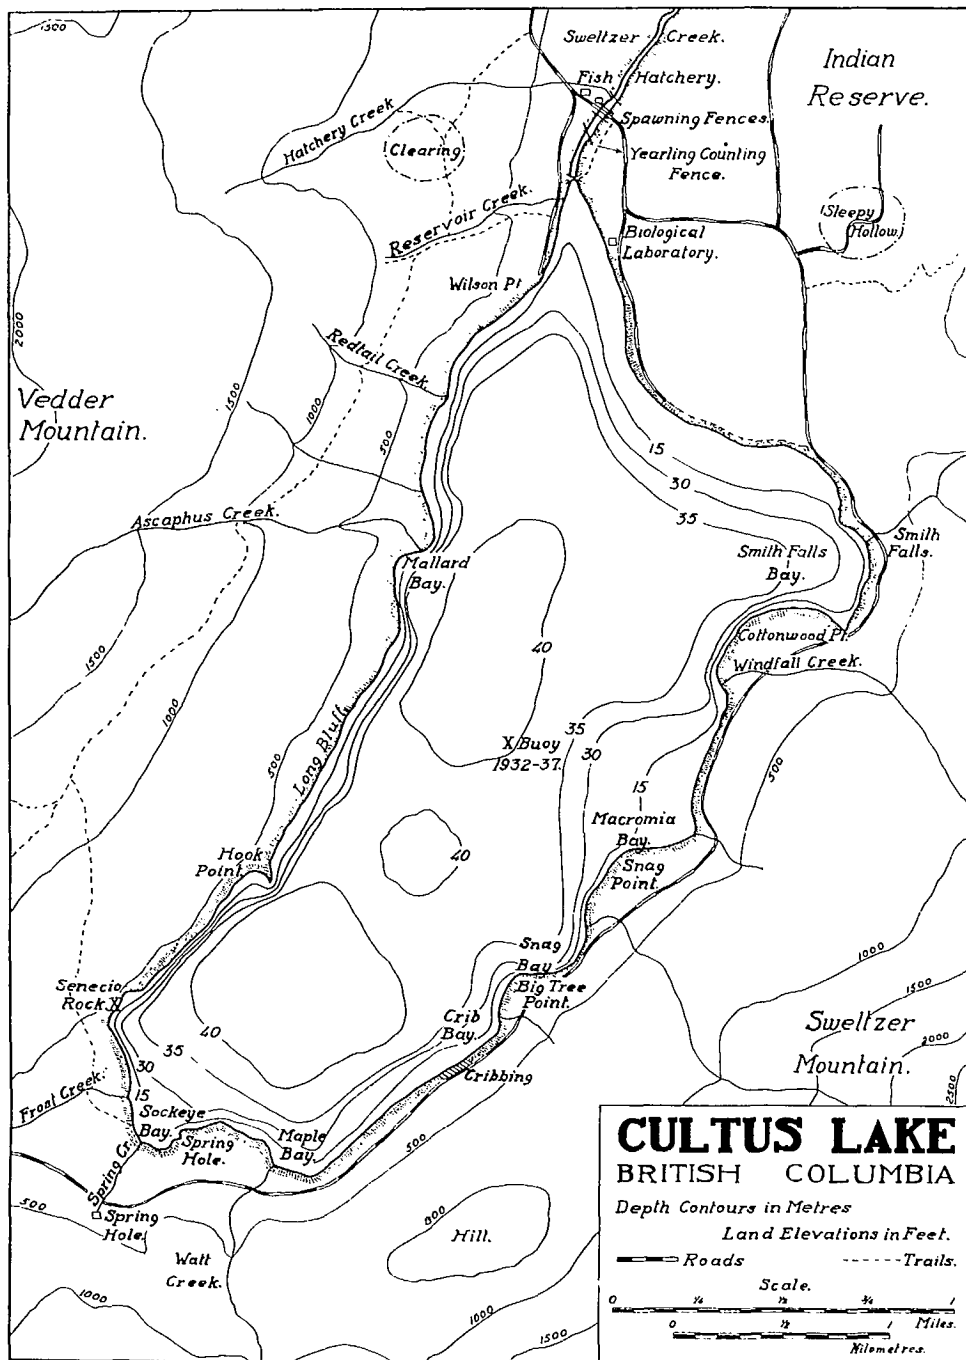 1500
1500
Sweltzer Creek.
Fish Hatchery.
Indian
Reserve.
Hatchery Creek
Clearing
Spawning Fences.
Yearling Counting
Fence.
Reservoir Creek.
Sleepy
Hollow.
Biological
Laboratory.
Wilson Pt
2000
Redtail Creek.
Vedder
Mountain.
1500
1000
500
15
30
35
Ascaphus Creek.
Mallard
Bay.
Smith Falls
Bay.
Smith
Falls.
40
Cottonwood Pt.
Windfall Creek.
1500
1000
500
Long Bluff
X Buoy
1932-37.
35
30
15
500
Macromia
Bay.
Hook
Point.
40
Snag
Point.
Snag
Bay
Big Tree
Point.
1000
1500
2000
2500
Senecio
Rock X
40
35
30
15
Crib
Bay.
Cribbing
Sweltzer
Mountain.
Frost Creek.
Sockeye
Bay.
Spring
Hole.
Maple
Bay.
500
Spring Cr.
Spring
Hole.
500
Watt
Creek.
800
Hill.
1000
1000
1500
CULTUS LAKE
BRITISH COLUMBIA
Depth Contours in Metres
Land Elevations in Feet.
Roads
Trails.
Scale.
0 1/4 1/2 3/4 1
Miles.
0 1/2 1
Kilometres.